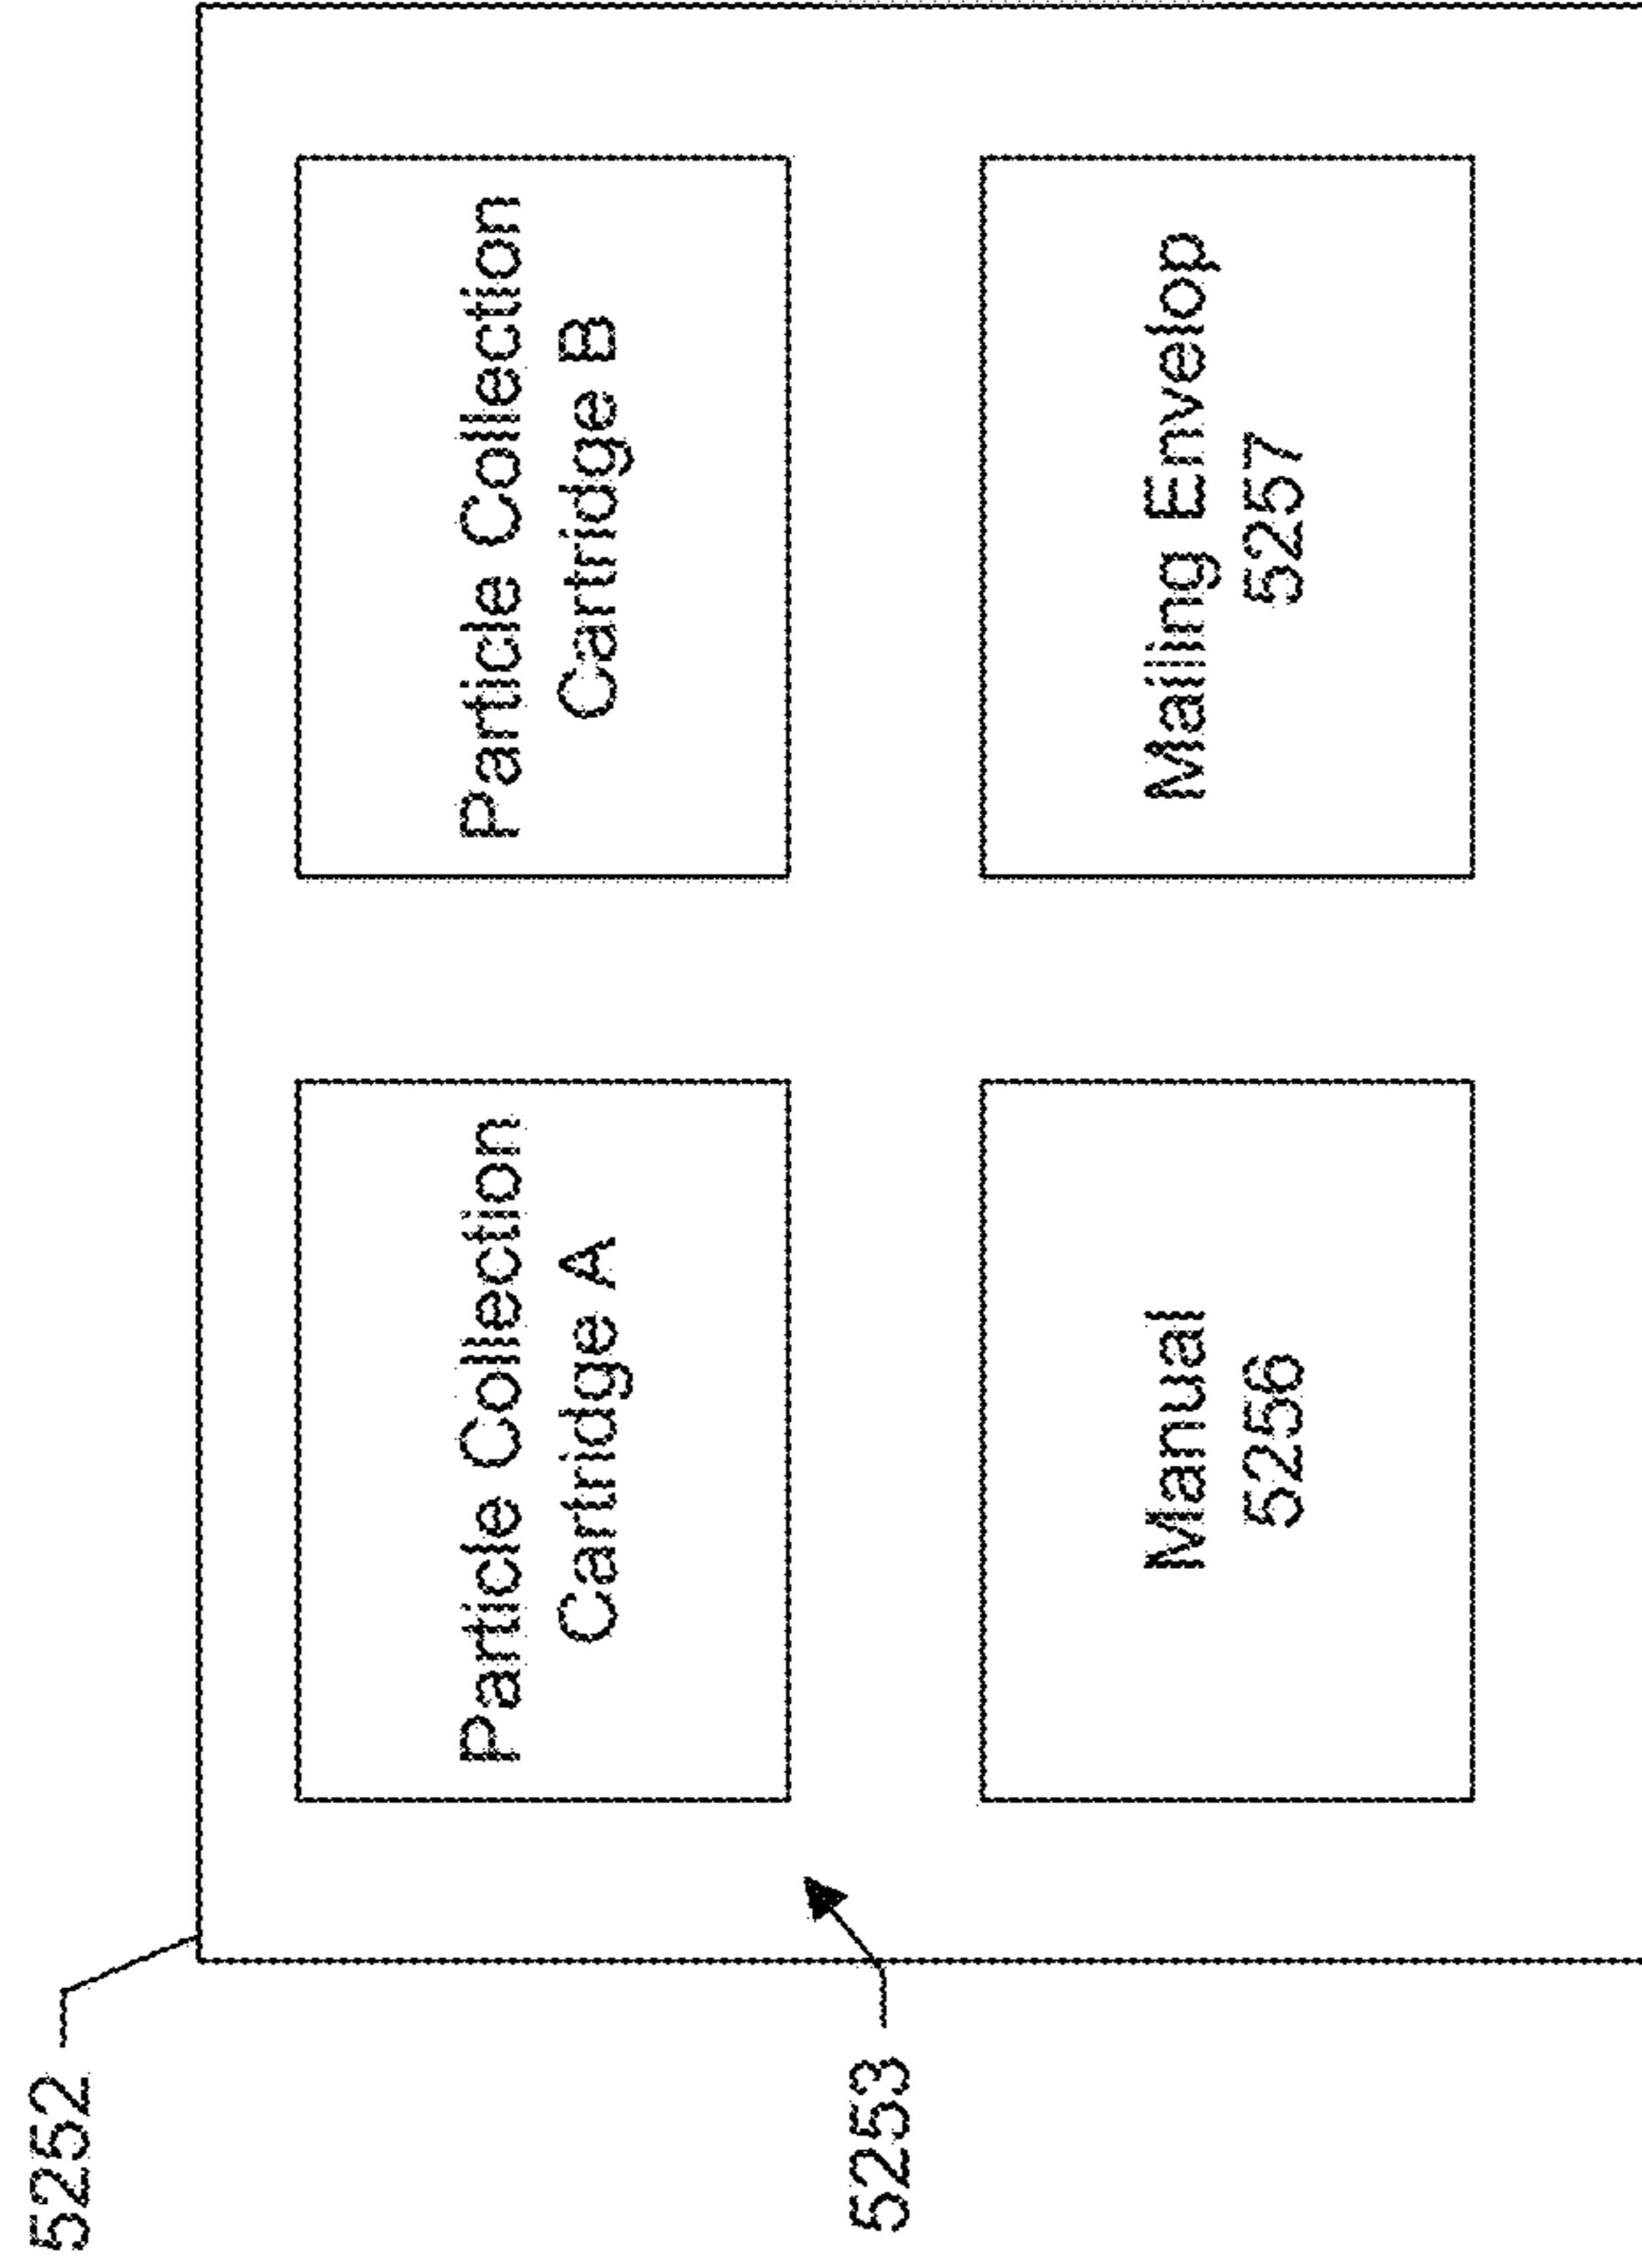 5252
Particle Collection
Cartridge A
Particle Collection
Cartridge B
5253
Manual
5256
Mailing Envelop
5257